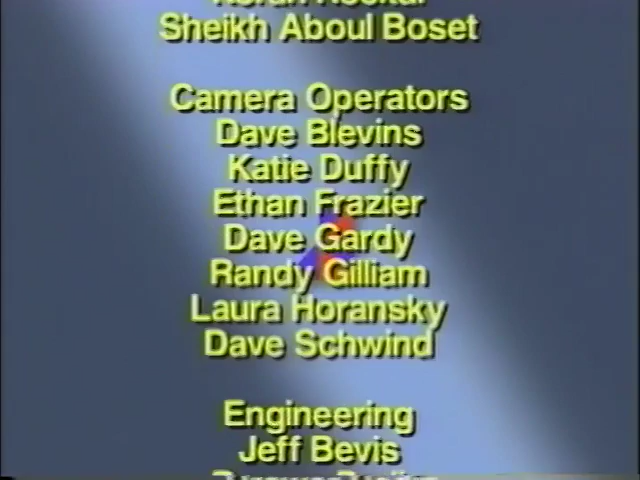 Sheikh Aboul Boset
Camera Operators
Dave Blevins
Katie Duffy
Ethan Frazier
Dave Gardy
Randy Gilliam
Laura Horansky
Dave Schwind
Engineering
Jeff Bevis